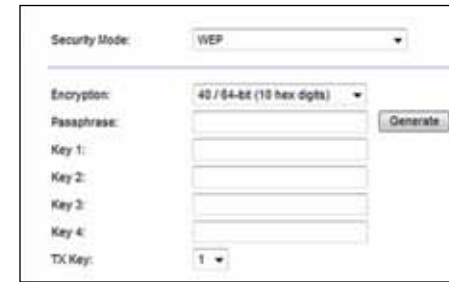 Security Mode: WEP
Encryption: 40 / 64-bit (10 hex digits)
Passphrase: Generate
Key 1:
Key 2:
Key 3:
Key 4:
TX Key: 1